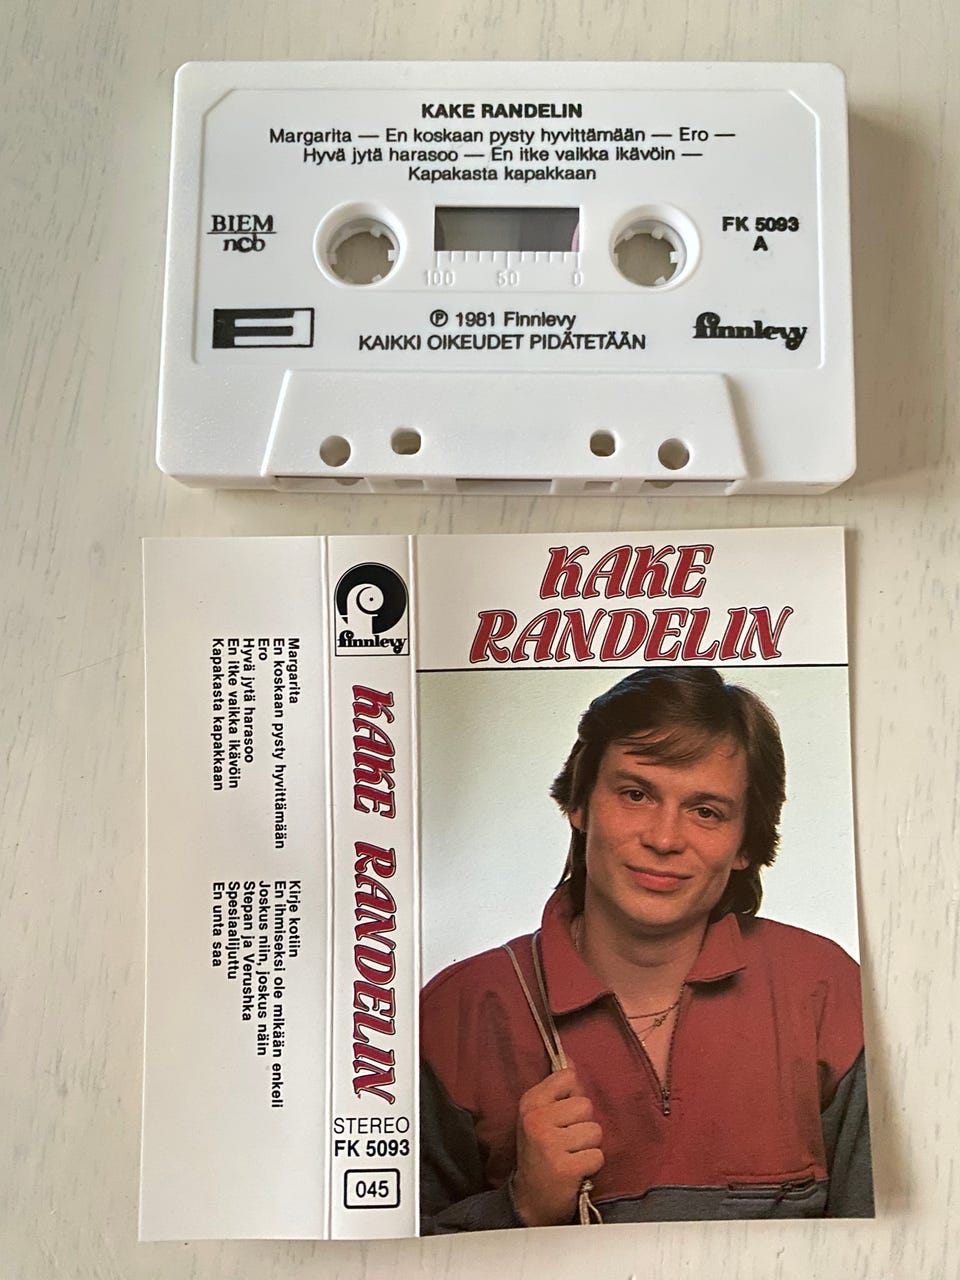 KAKE RANDELIN
Margarita — En koskaan pysty hyvittämään — Ero —
Hyvä jytä harasoo — En itke vaikka ikävöin —
Kapakasta kapakkaan
BIEM
ncb
FK 5093
A
100 50 0
Ⓟ 1981 Finnlevy
KAIKKI OIKEUDET PIDÄTETÄÄN
finnlevy
KAKE
RANDELIN
finnlevy
KAKE RANDELIN
STEREO
FK 5093
045
Margarita
En koskaan pysty hyvittämään
Ero
Hyvä jytä harasoo
En itke vaikka ikävöin
Kapakasta kapakkaan
Kirje kotiin
En ihmiseksi ole mikään enkeli
Joskus niin, joskus näin
Stepan ja Verushka
Spesiaalijuttu
En unta saa